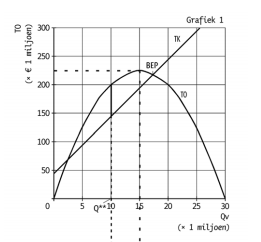 Grafiek 1
TO
(× € 1 miljoen)
300
250
200
150
100
50
0
TK
BEP
TO
5
10
15
20
25
30
Q**
Qv
(× 1 miljoen)